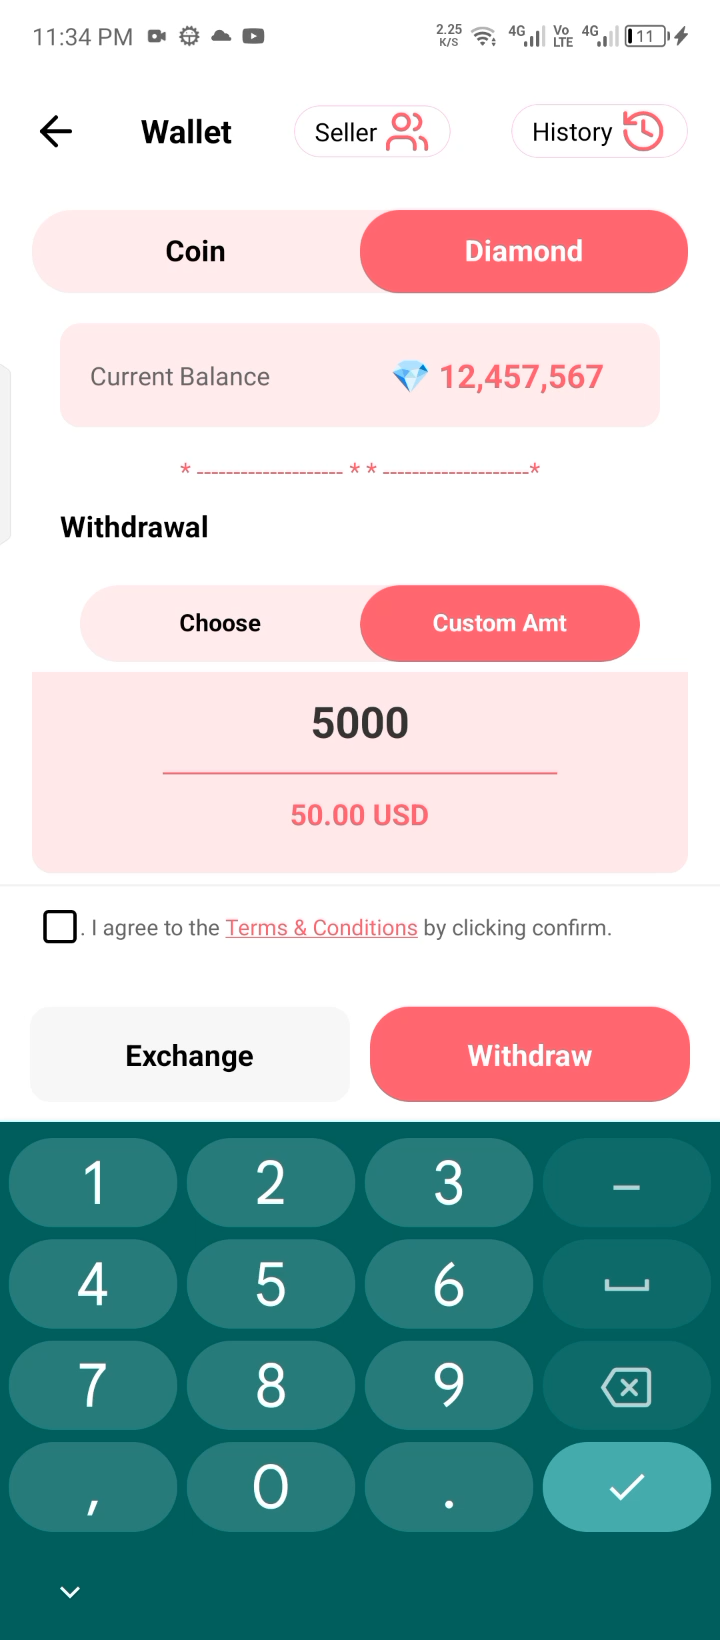 11:34 PM 2.25 K/S 4G Vo LTE 4G 11
Wallet Seller History
Coin Diamond
Current Balance 💎 12,457,567
* -------------------- * * --------------------*
Withdrawal
Choose Custom Amt
5000
50.00 USD
. I agree to the Terms & Conditions by clicking confirm.
Exchange Withdraw
1 2 3 –
4 5 6
7 8 9
, 0 .